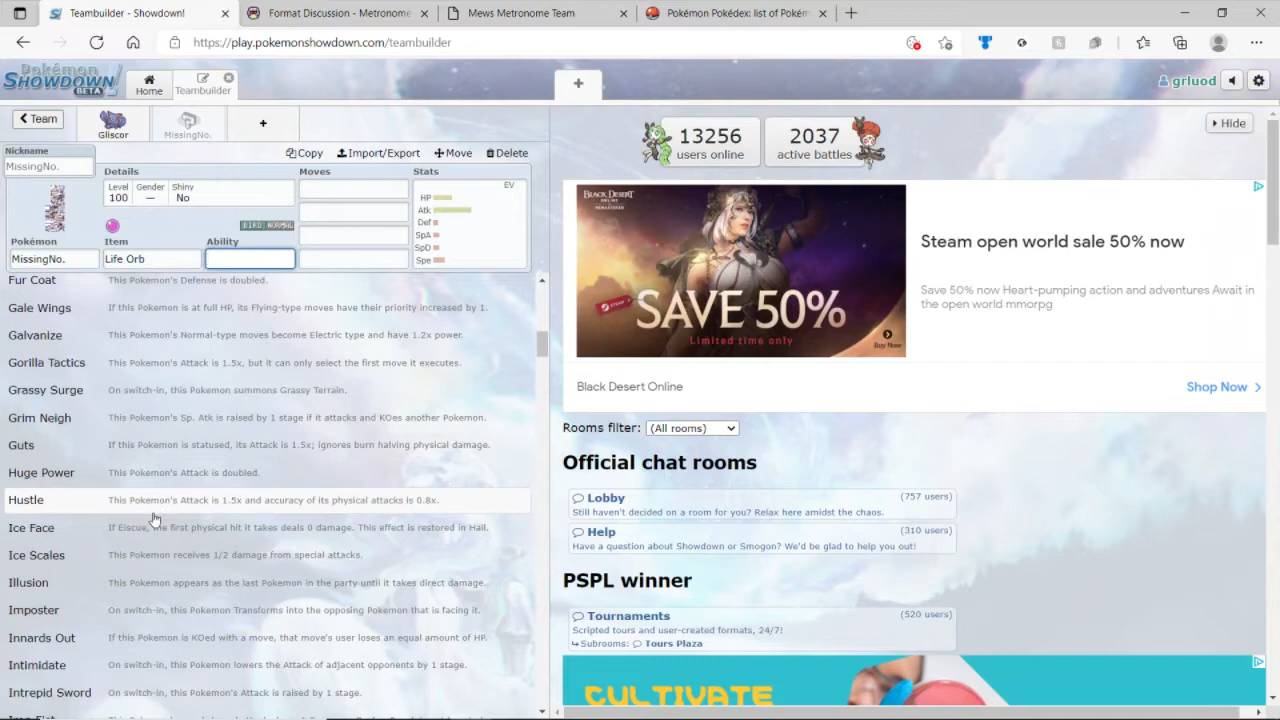 Teambuilder - Showdown!
Format Discussion - Metronome
Mews Metronome Team
Pokémon Pokédex: list of Pokém
https://play.pokemonshowdown.com/teambuilder
Pokémon
Showdown
BETA
Home
Teambuilder
grluod
Team
Gliscor
MissingNo.
Copy
Import/Export
Move
Delete
Nickname
MissingNo.
Details
Level
100
Gender
—
Shiny
No
BIRD NORMAL
Pokémon
MissingNo.
Item
Life Orb
Ability
Moves
Stats
EV
HP
Atk
Def
SpA
SpD
Spe
Fur Coat This Pokemon's Defense is doubled.
Gale Wings If this Pokemon is at full HP, its Flying-type moves have their priority increased by 1.
Galvanize This Pokemon's Normal-type moves become Electric type and have 1.2x power.
Gorilla Tactics This Pokemon's Attack is 1.5x, but it can only select the first move it executes.
Grassy Surge On switch-in, this Pokemon summons Grassy Terrain.
Grim Neigh This Pokemon's Sp. Atk is raised by 1 stage if it attacks and KOes another Pokemon.
Guts If this Pokemon is statused, its Attack is 1.5x; ignores burn halving physical damage.
Huge Power This Pokemon's Attack is doubled.
Hustle This Pokemon's Attack is 1.5x and accuracy of its physical attacks is 0.8x.
Ice Face If Eiscue, the first physical hit it takes deals 0 damage. This effect is restored in Hail.
Ice Scales This Pokemon receives 1/2 damage from special attacks.
Illusion This Pokemon appears as the last Pokemon in the party until it takes direct damage.
Imposter On switch-in, this Pokemon Transforms into the opposing Pokemon that is facing it.
Innards Out If this Pokemon is KOed with a move, that move's user loses an equal amount of HP.
Intimidate On switch-in, this Pokemon lowers the Attack of adjacent opponents by 1 stage.
Intrepid Sword On switch-in, this Pokemon's Attack is raised by 1 stage.
13256
users online
2037
active battles
Hide
BLACK DESERT
STEAM
SAVE 50%
Limited time only
Buy Now
Steam open world sale 50% now
Save 50% now Heart-pumping action and adventures Await in
the open world mmorpg
Black Desert Online
Shop Now
Rooms filter: (All rooms)
Official chat rooms
Lobby (757 users)
Still haven't decided on a room for you? Relax here amidst the chaos.
Help (310 users)
Have a question about Showdown or Smogon? We'd be glad to help you out!
PSPL winner
Tournaments (520 users)
Scripted tours and user-created formats, 24/7!
Subrooms: Tours Plaza
CULTIVATE